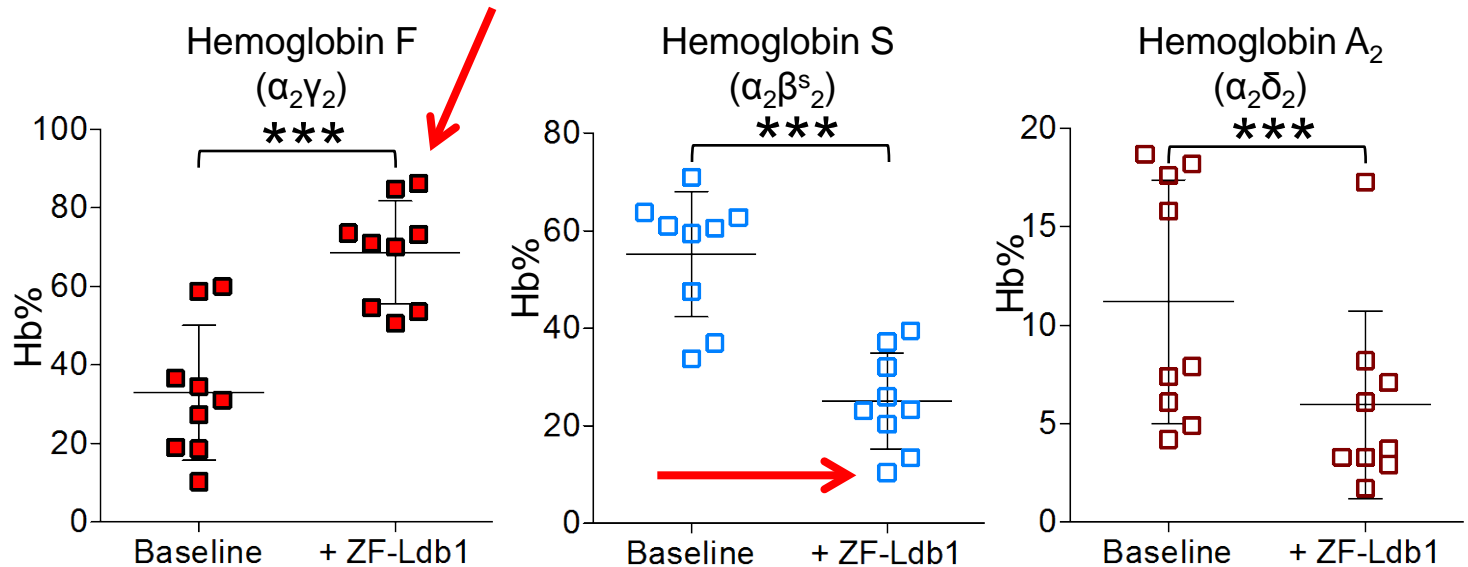 Hemoglobin F
(α₂γ₂)
***
Hb%
100
80
60
40
20
0
Baseline
+ ZF-Ldb1
Hemoglobin S
(α₂βˢ₂)
***
Hb%
80
60
40
20
0
Baseline
+ ZF-Ldb1
Hemoglobin A₂
(α₂δ₂)
***
Hb%
20
15
10
5
0
Baseline
+ ZF-Ldb1